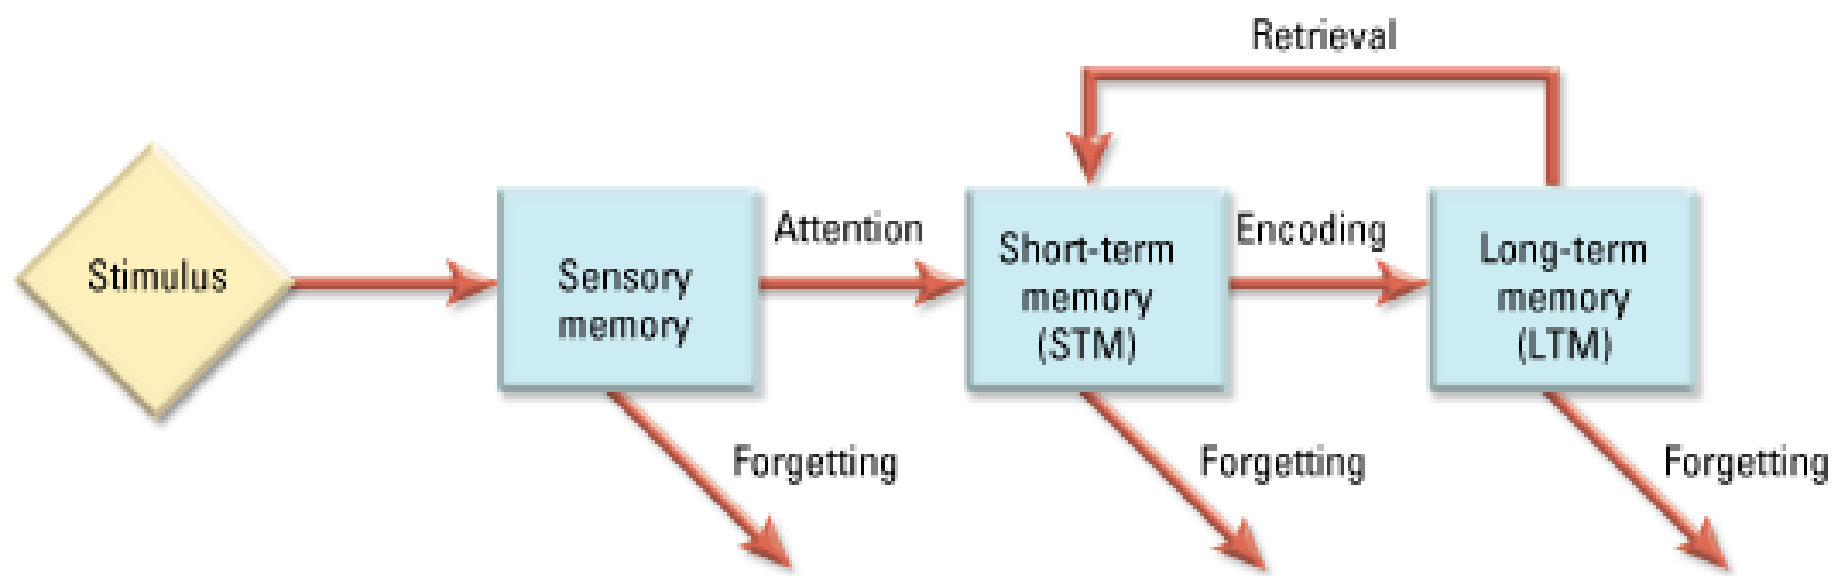 Retrieval
Stimulus
Sensory
memory
Attention
Short-term
memory
(STM)
Encoding
Long-term
memory
(LTM)
Forgetting
Forgetting
Forgetting